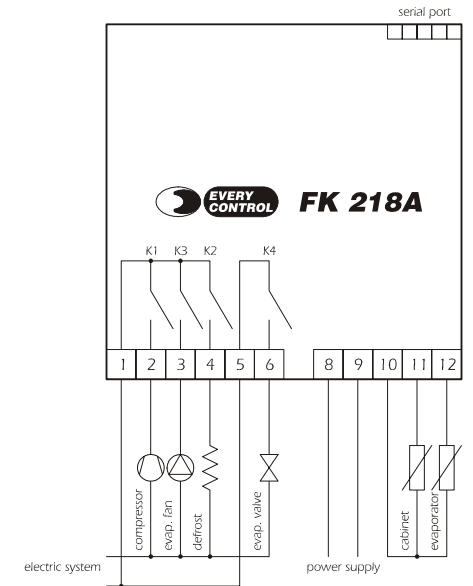 serial port
EVERY
CONTROL
FK 218A
K1 K3 K2 K4
1 2 3 4 5 6 8 9 10 11 12
compressor
evap. fan
defrost
evap. valve
cabinet
evaporator
electric system
power supply